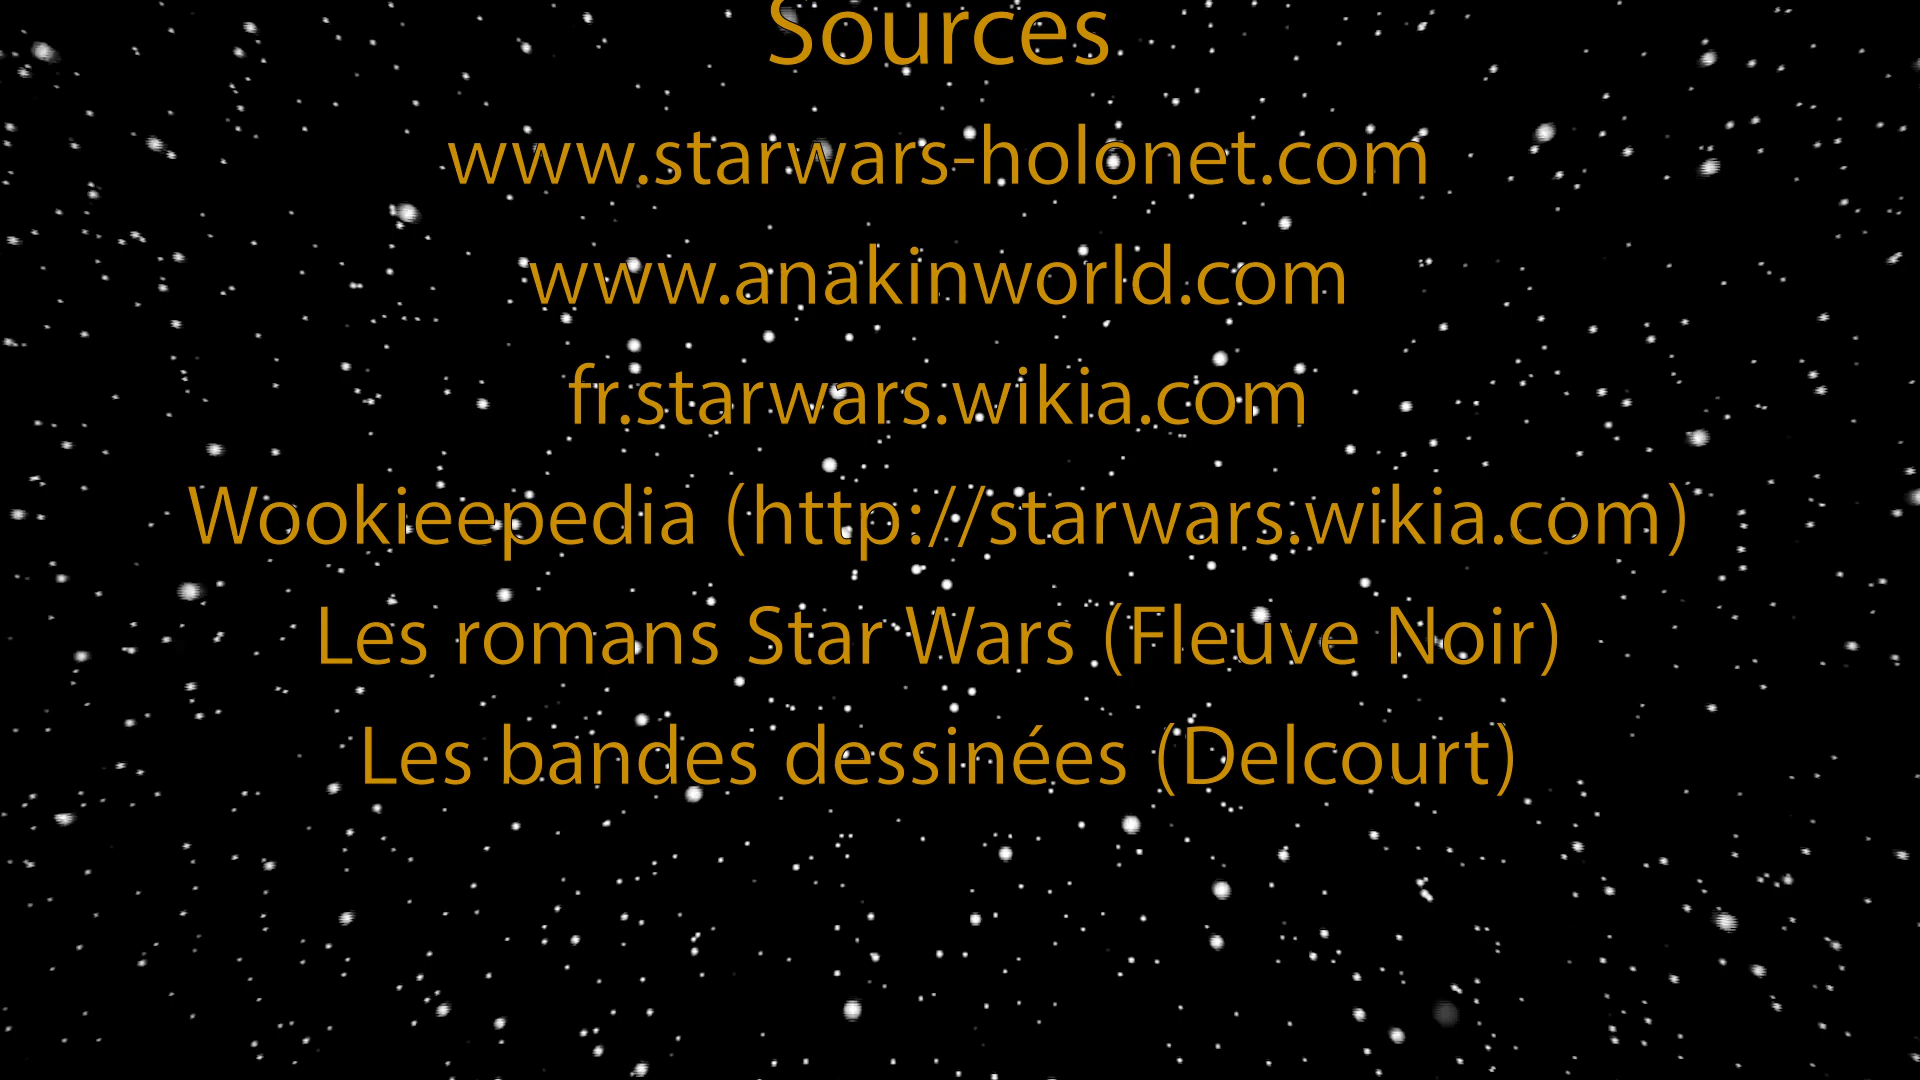 Sources
www.starwars-holonet.com
www.anakinworld.com
fr.starwars.wikia.com
Wookieepedia (http://starwars.wikia.com)
Les romans Star Wars (Fleuve Noir)
Les bandes dessinées (Delcourt)